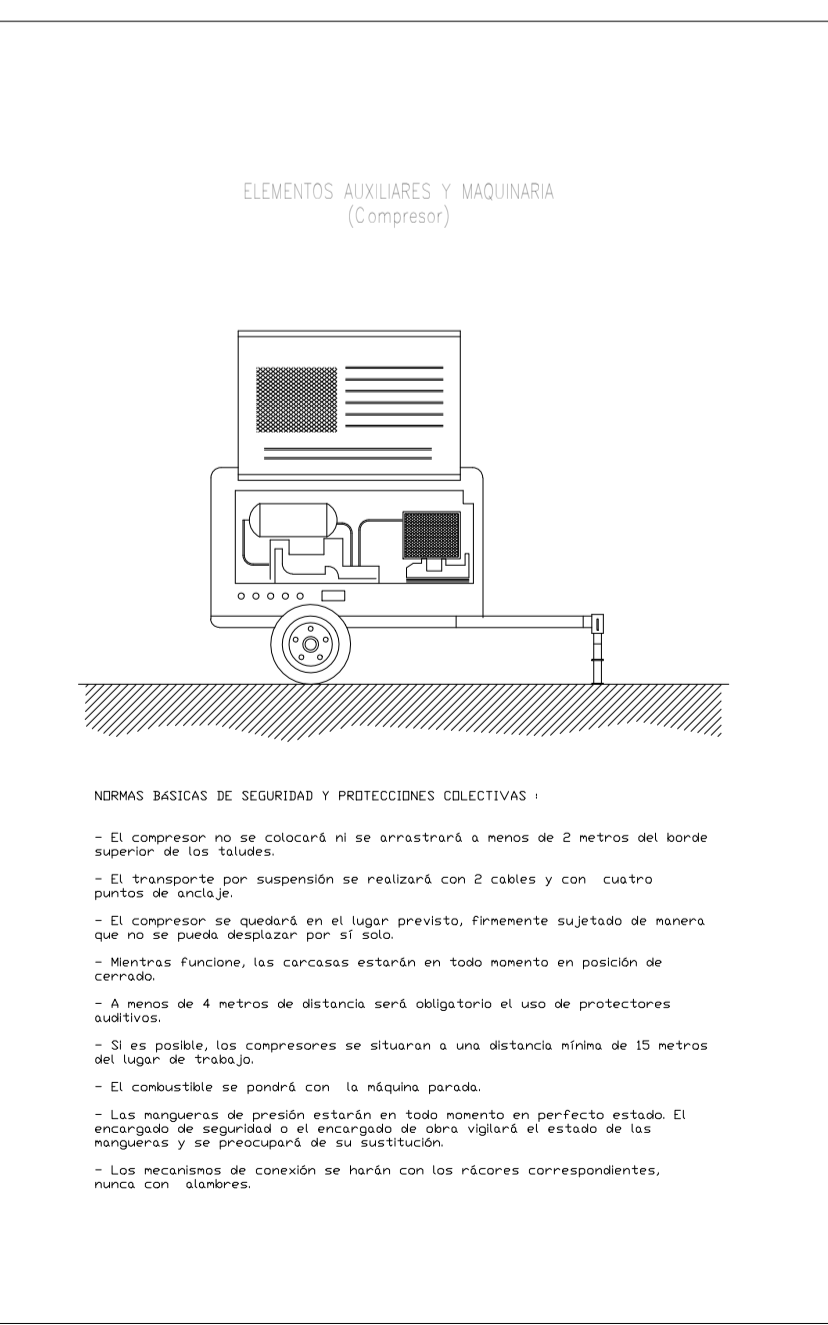 ELEMENTOS AUXILIARES Y MAQUINARIA
(Compresor)
NORMAS BáSICAS DE SEGURIDAD Y PROTECCIONES COLECTIVAS :
- El compresor no se colocará ni se arrastrará a menos de 2 metros del borde
superior de los taludes.
- El transporte por suspensión se realizará con 2 cables y con cuatro
puntos de anclaje.
- El compresor se quedará en el lugar previsto, firmemente sujetado de manera
que no se pueda desplazar por sí solo.
- Mientras funcione, las carcasas estarán en todo momento en posición de
cerrado.
- A menos de 4 metros de distancia será obligatorio el uso de protectores
auditivos.
- Si es posible, los compresores se situaran a una distancia mínima de 15 metros
del lugar de trabajo.
- El combustible se pondrá con la máquina parada.
- Las mangueras de presión estarán en todo momento en perfecto estado. El
encargado de seguridad o el encargado de obra vigilará el estado de las
mangueras y se preocupará de su sustitución.
- Los mecanismos de conexión se harán con los rácores correspondientes,
nunca con alambres.